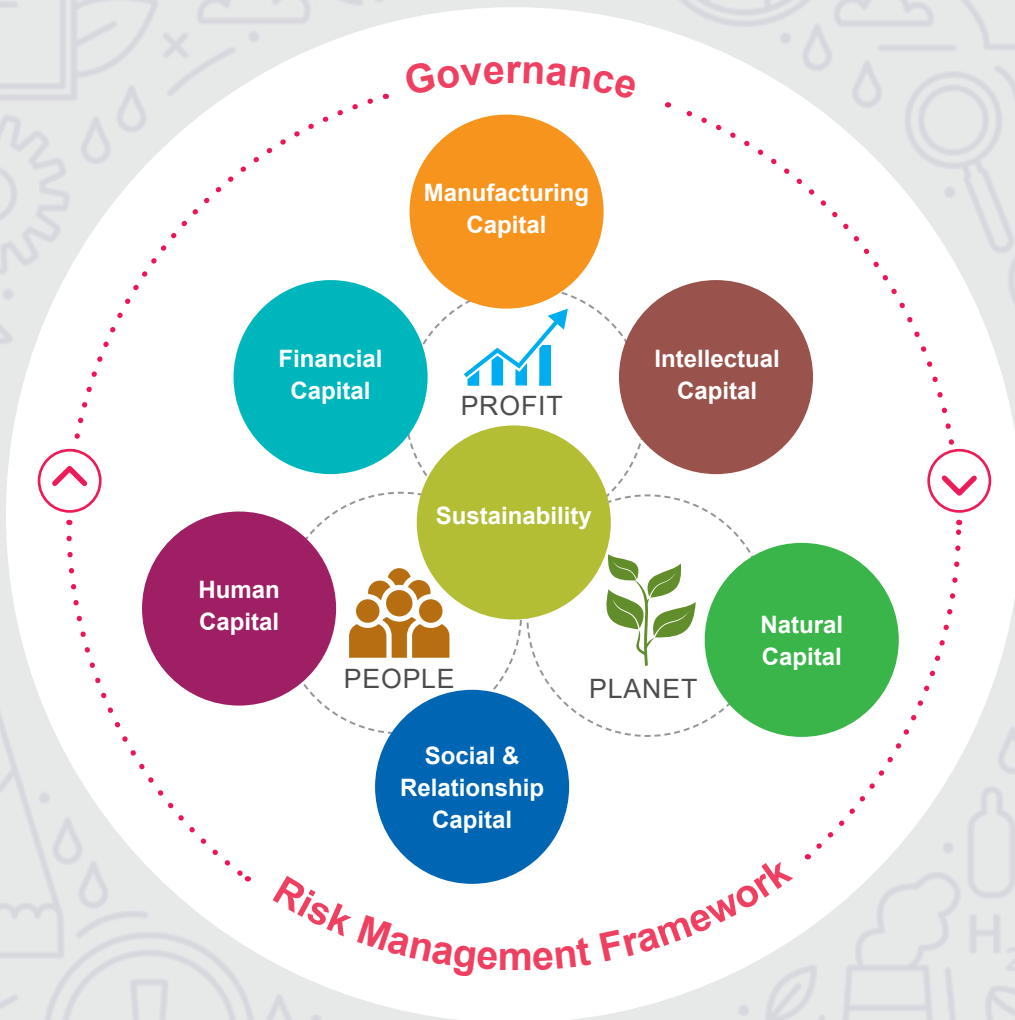 Governance
Manufacturing
Capital
Financial
Capital
Intellectual
Capital
PROFIT
Sustainability
Human
Capital
PEOPLE
PLANET
Natural
Capital
Social &
Relationship
Capital
Risk Management Framework
H